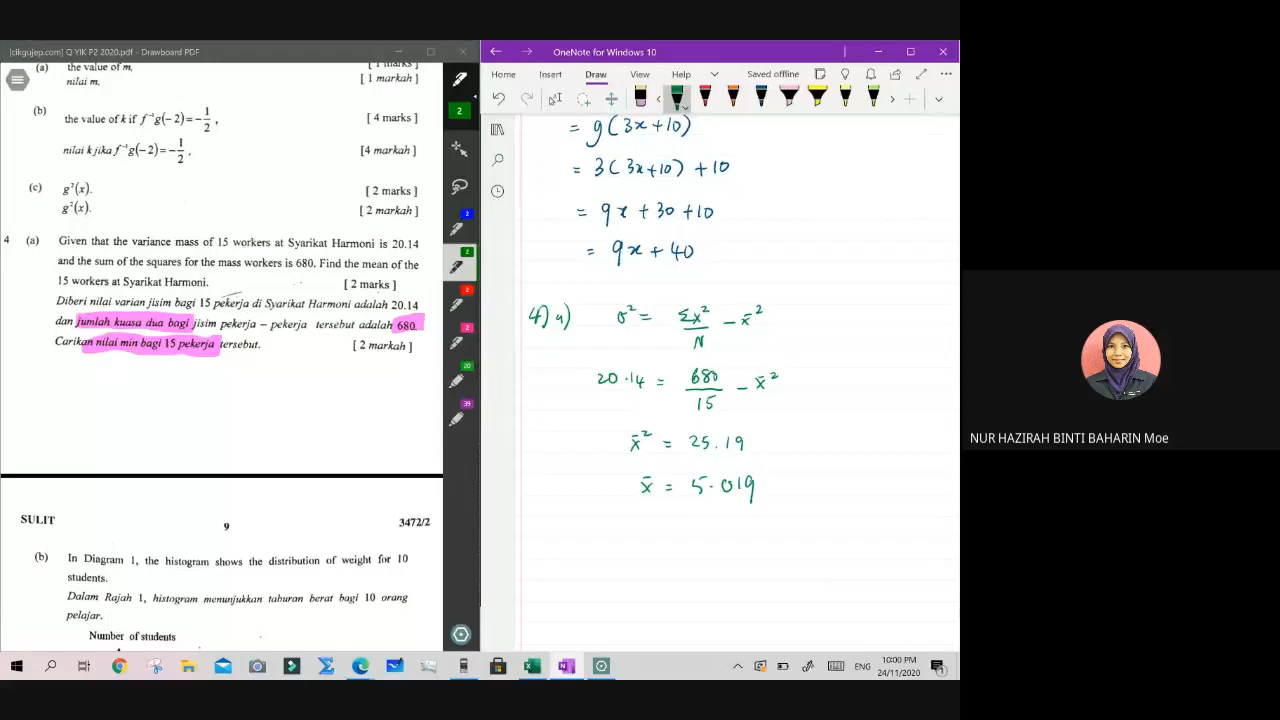 [cikgujep.com] Q YIK P2 2020.pdf - Drawboard PDF
(a) the value of m, [ 1 marks ]
nilai m, [ 1 markah ]
(b) the value of k if f⁻¹g(−2) = −1/2 , [ 4 marks ]
nilai k jika f⁻¹g(−2) = −1/2 , [4 markah ]
(c) g²(x). [ 2 marks ]
g²(x). [ 2 markah ]
4 (a) Given that the variance mass of 15 workers at Syarikat Harmoni is 20.14
and the sum of the squares for the mass workers is 680. Find the mean of the
15 workers at Syarikat Harmoni. [ 2 marks ]
Diberi nilai varian jisim bagi 15 pekerja di Syarikat Harmoni adalah 20.14
dan jumlah kuasa dua bagi jisim pekerja – pekerja tersebut adalah 680.
Carikan nilai min bagi 15 pekerja tersebut. [ 2 markah ]
SULIT 9 3472/2
(b) In Diagram 1, the histogram shows the distribution of weight for 10
students.
Dalam Rajah 1, histogram menunjukkan taburan berat bagi 10 orang
pelajar.
Number of students
2
2
2
2
2
20
39
OneNote for Windows 10
Home Insert Draw View Help Saved offline
= g(3x+10)
= 3(3x+10) +10
= 9x + 30 +10
= 9x + 40
4) a) σ² = Σx²/N − x̄²
20.14 = 680/15 − x̄²
x̄² = 25.19
x̄ = 5.019
NUR HAZIRAH BINTI BAHARIN Moe
ENG
10:00 PM
24/11/2020